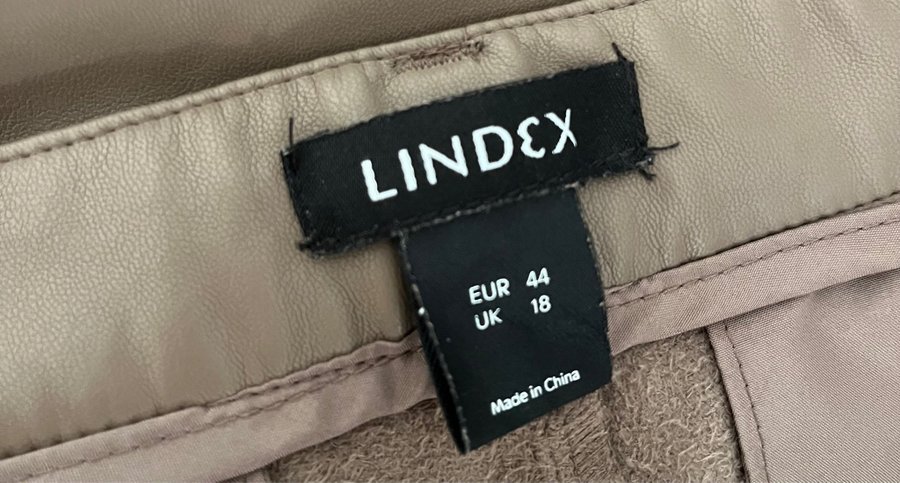 LINDEX
EUR 44
UK 18
Made in China